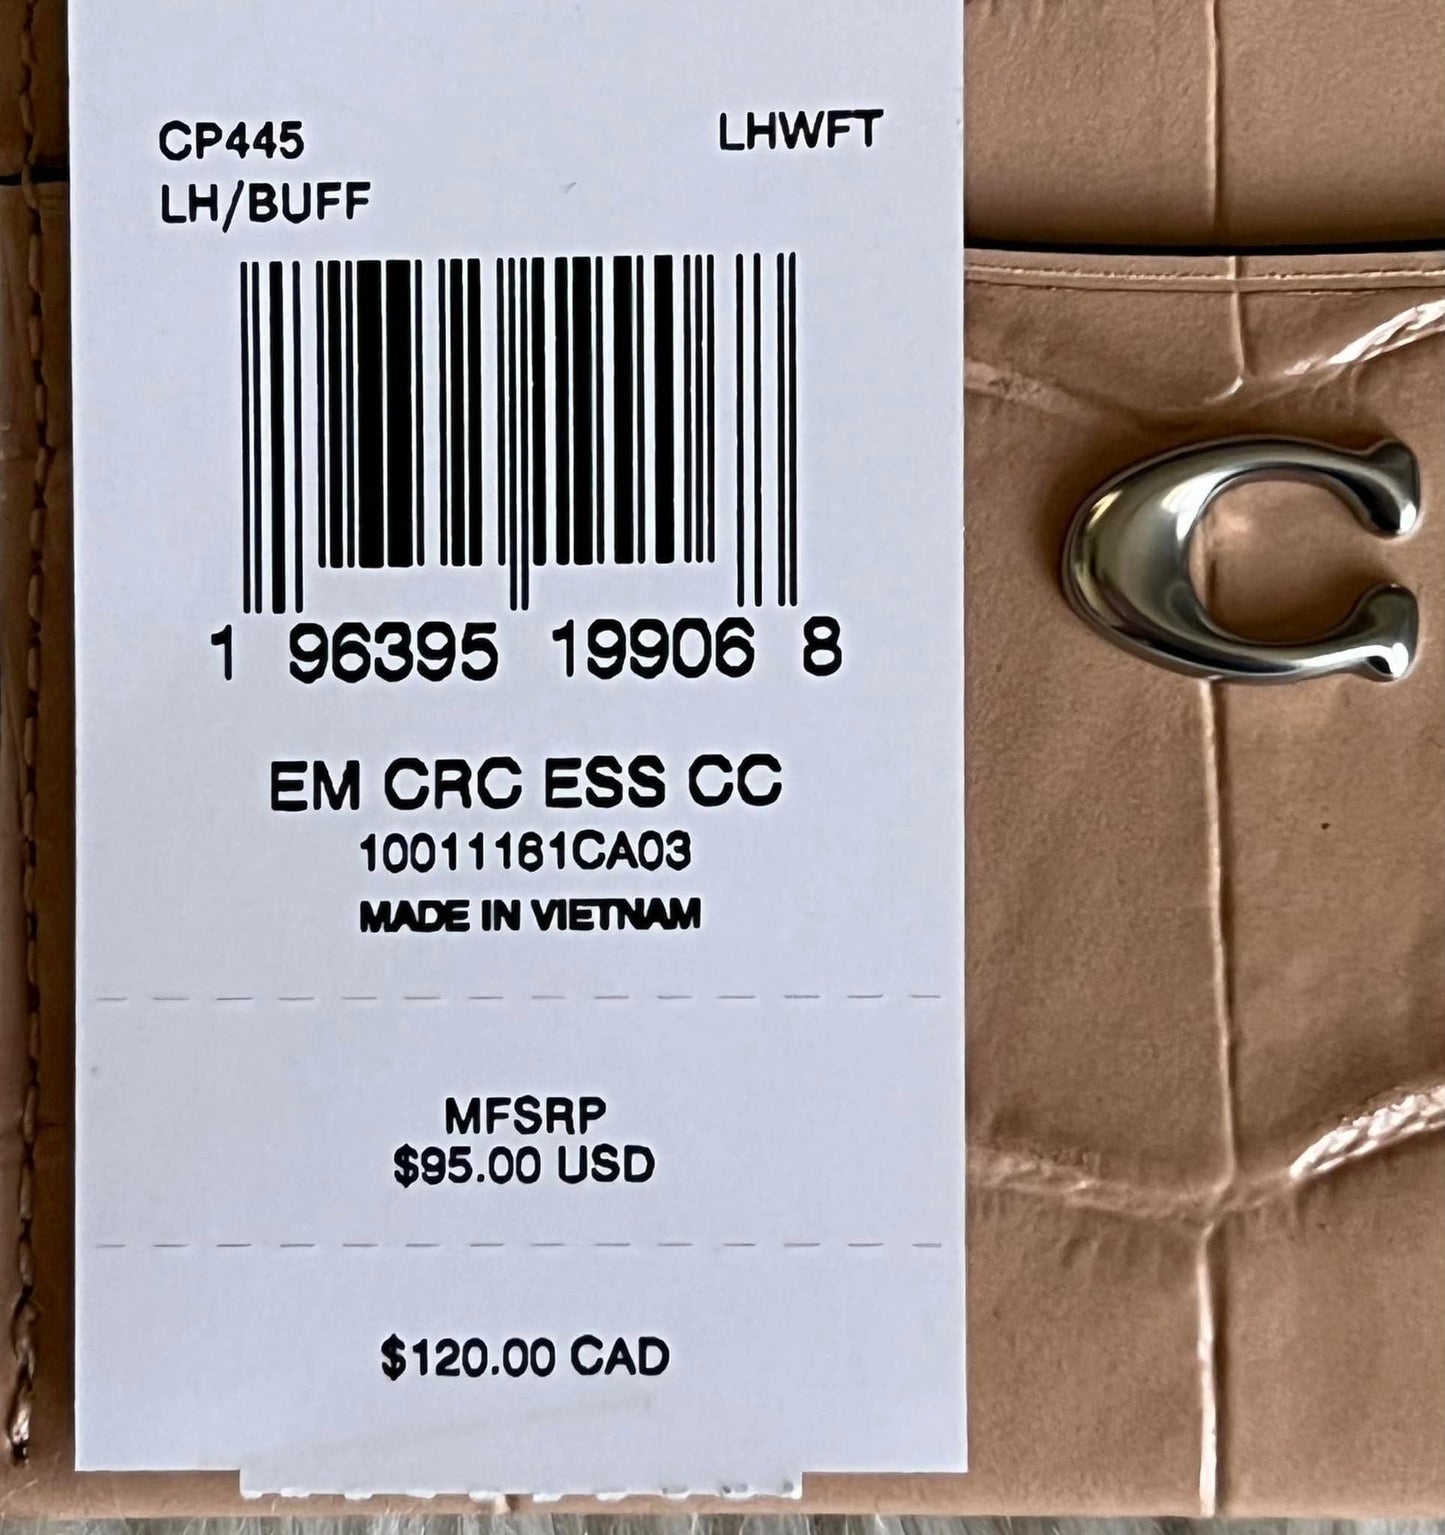 CP445 LHWFT
LH/BUFF
1 96395 19906 8
EM CRC ESS CC
10011181CA03
MADE IN VIETNAM
MFSRP
$95.00 USD
$120.00 CAD